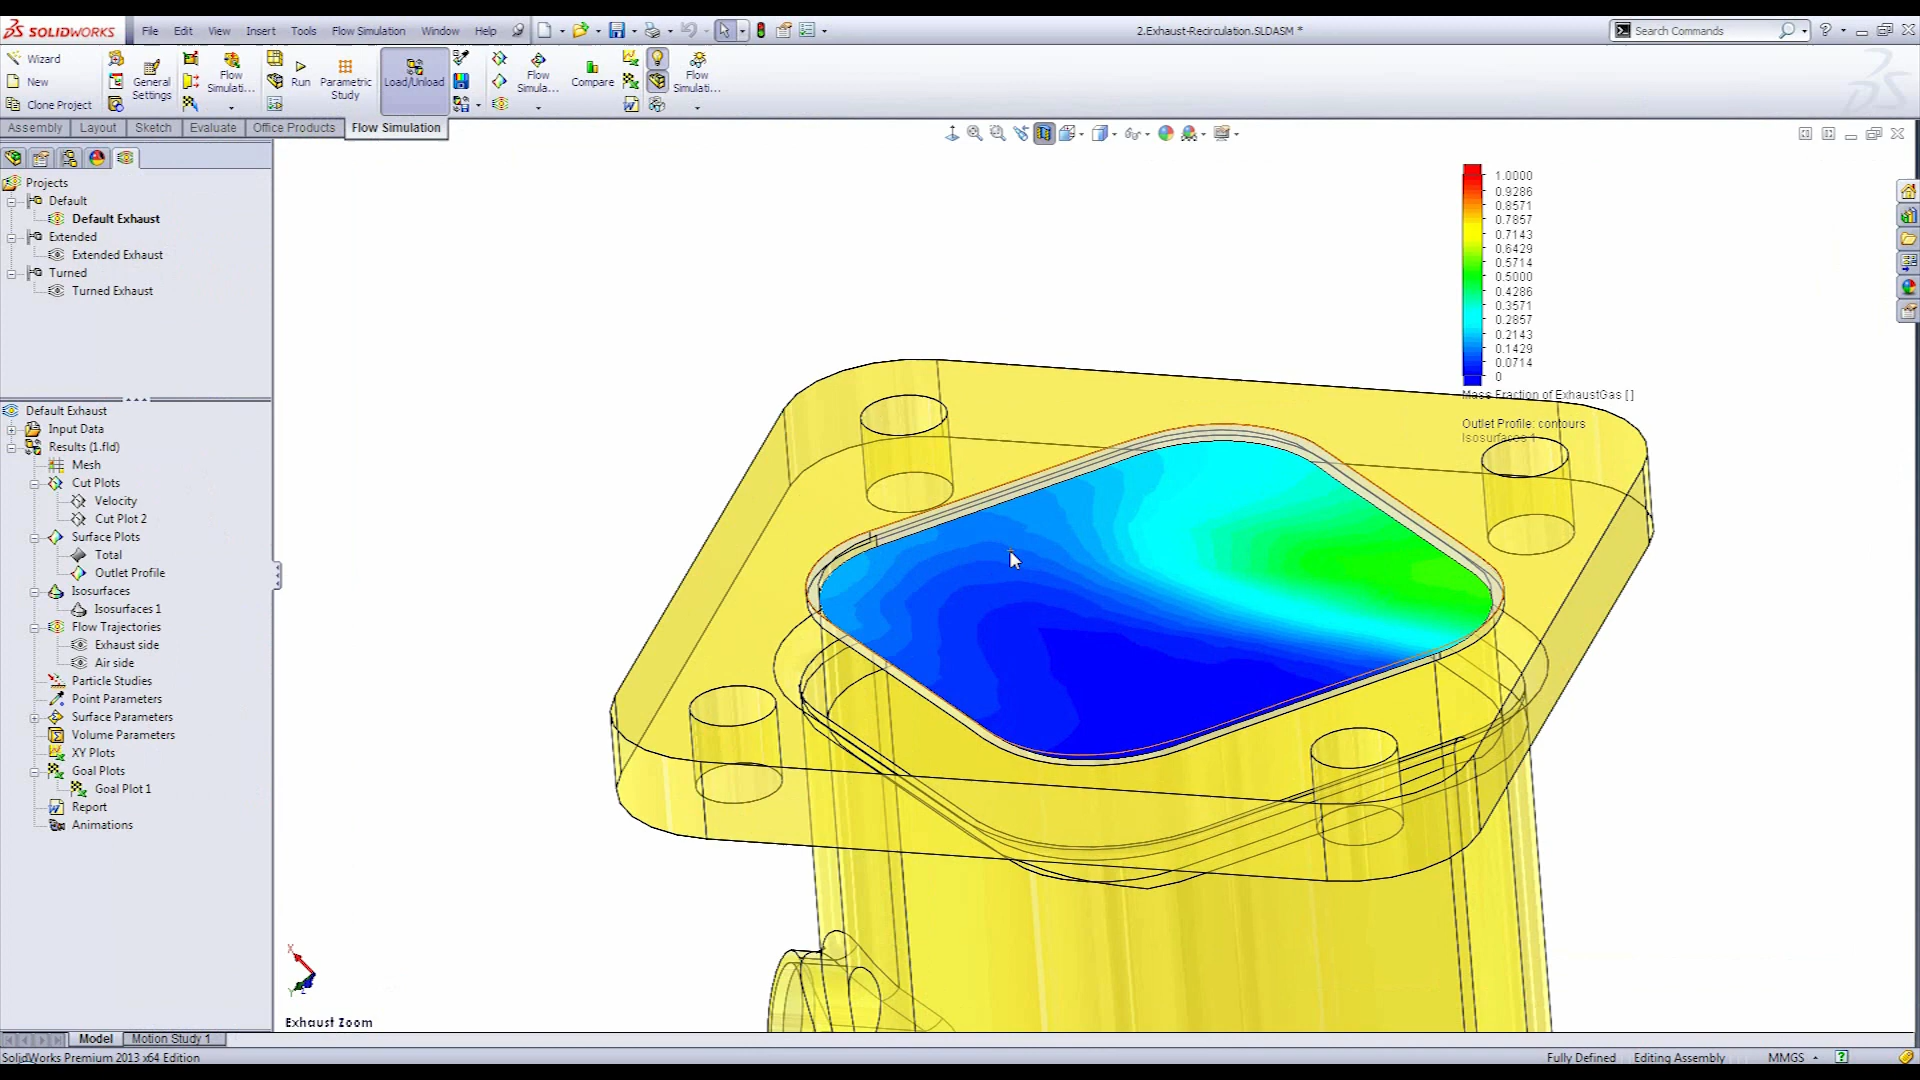 SOLIDWORKS File Edit View Insert Tools Flow Simulation Window Help 2.Exhaust-Recirculation.SLDASM * Search Commands
Wizard
New
Clone Project
General Settings
Flow Simulati...
Run
Parametric Study
Load/Unload
Flow Simula...
Compare
Flow Simulati...
Assembly Layout Sketch Evaluate Office Products Flow Simulation
Projects
Default
Default Exhaust
Extended
Extended Exhaust
Turned
Turned Exhaust
Default Exhaust
Input Data
Results (1.fld)
Mesh
Cut Plots
Velocity
Cut Plot 2
Surface Plots
Total
Outlet Profile
Isosurfaces
Isosurfaces 1
Flow Trajectories
Exhaust side
Air side
Particle Studies
Point Parameters
Surface Parameters
Volume Parameters
XY Plots
Goal Plots
Goal Plot 1
Report
Animations
1.0000
0.9286
0.8571
0.7857
0.7143
0.6429
0.5714
0.5000
0.4286
0.3571
0.2857
0.2143
0.1429
0.0714
0
Mass Fraction of ExhaustGas [ ]
Outlet Profile: contours
Isosurfaces 1
X
Y
Z
Exhaust Zoom
Model Motion Study 1
SolidWorks Premium 2013 x64 Edition Fully Defined Editing Assembly MMGS